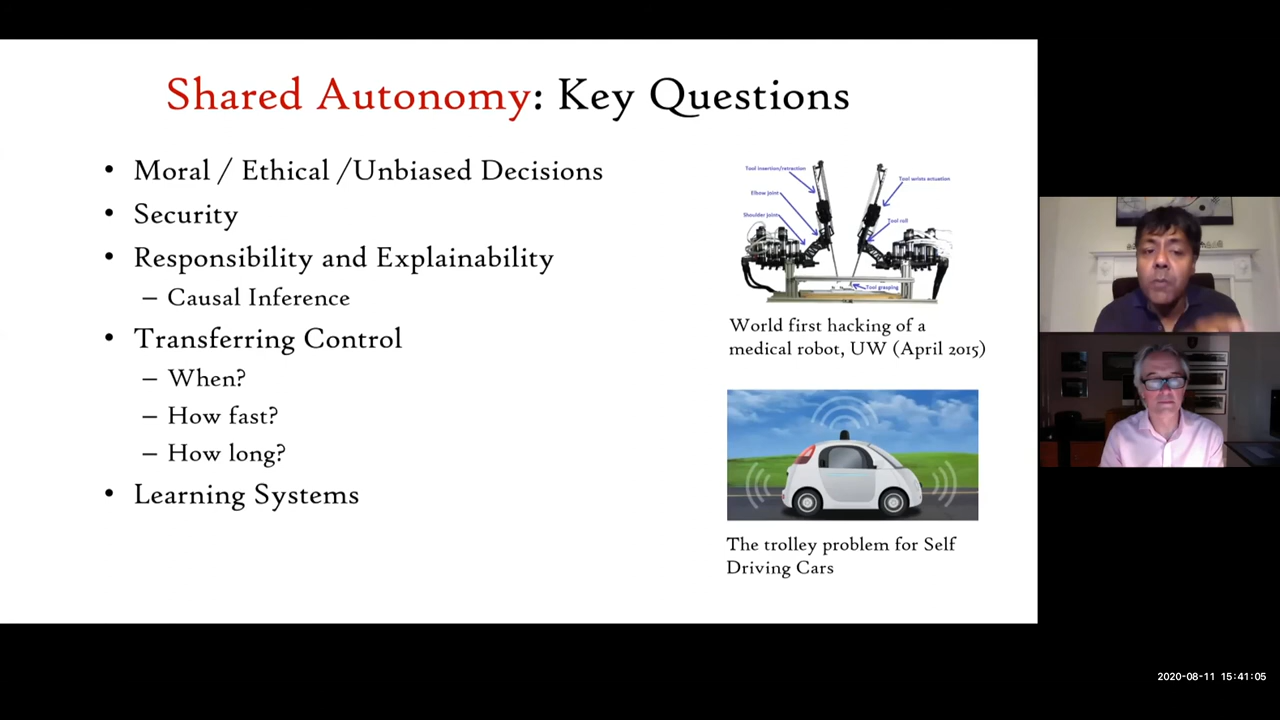 Shared Autonomy: Key Questions
• Moral / Ethical /Unbiased Decisions
• Security
• Responsibility and Explainability
– Causal Inference
• Transferring Control
– When?
– How fast?
– How long?
• Learning Systems
Tool insertion/retraction
Tool wrists actuation
Elbow joint
Shoulder joint
Tool roll
Tool grasping
World first hacking of a
medical robot, UW (April 2015)
The trolley problem for Self
Driving Cars
2020-08-11 15:41:05